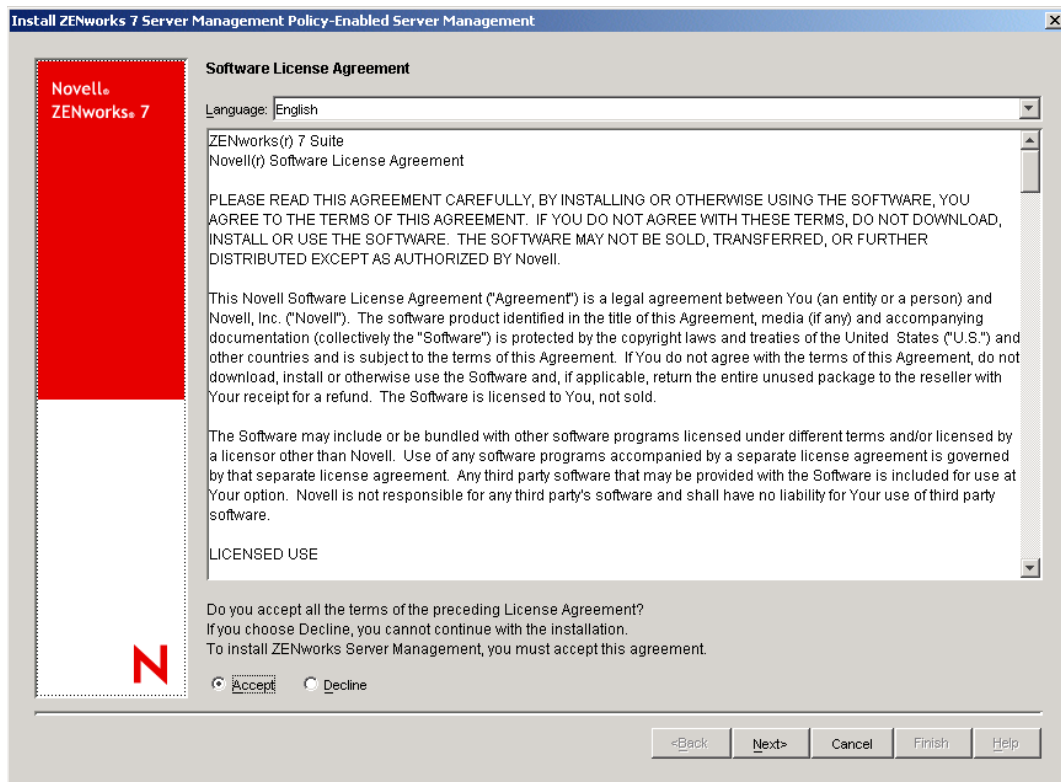 Install ZENworks 7 Server Management Policy-Enabled Server Management
Novell®
ZENworks® 7
Software License Agreement
Language: English
ZENworks(r) 7 Suite
Novell(r) Software License Agreement
PLEASE READ THIS AGREEMENT CAREFULLY, BY INSTALLING OR OTHERWISE USING THE SOFTWARE, YOU
AGREE TO THE TERMS OF THIS AGREEMENT. IF YOU DO NOT AGREE WITH THESE TERMS, DO NOT DOWNLOAD,
INSTALL OR USE THE SOFTWARE. THE SOFTWARE MAY NOT BE SOLD, TRANSFERRED, OR FURTHER
DISTRIBUTED EXCEPT AS AUTHORIZED BY Novell.
This Novell Software License Agreement ("Agreement") is a legal agreement between You (an entity or a person) and
Novell, Inc. ("Novell"). The software product identified in the title of this Agreement, media (if any) and accompanying
documentation (collectively the "Software") is protected by the copyright laws and treaties of the United States ("U.S.") and
other countries and is subject to the terms of this Agreement. If You do not agree with the terms of this Agreement, do not
download, install or otherwise use the Software and, if applicable, return the entire unused package to the reseller with
Your receipt for a refund. The Software is licensed to You, not sold.
The Software may include or be bundled with other software programs licensed under different terms and/or licensed by
a licensor other than Novell. Use of any software programs accompanied by a separate license agreement is governed
by that separate license agreement. Any third party software that may be provided with the Software is included for use at
Your option. Novell is not responsible for any third party's software and shall have no liability for Your use of third party
software.
LICENSED USE
Do you accept all the terms of the preceding License Agreement?
If you choose Decline, you cannot continue with the installation.
To install ZENworks Server Management, you must accept this agreement.
Accept Decline
N
<Back Next> Cancel Finish Help